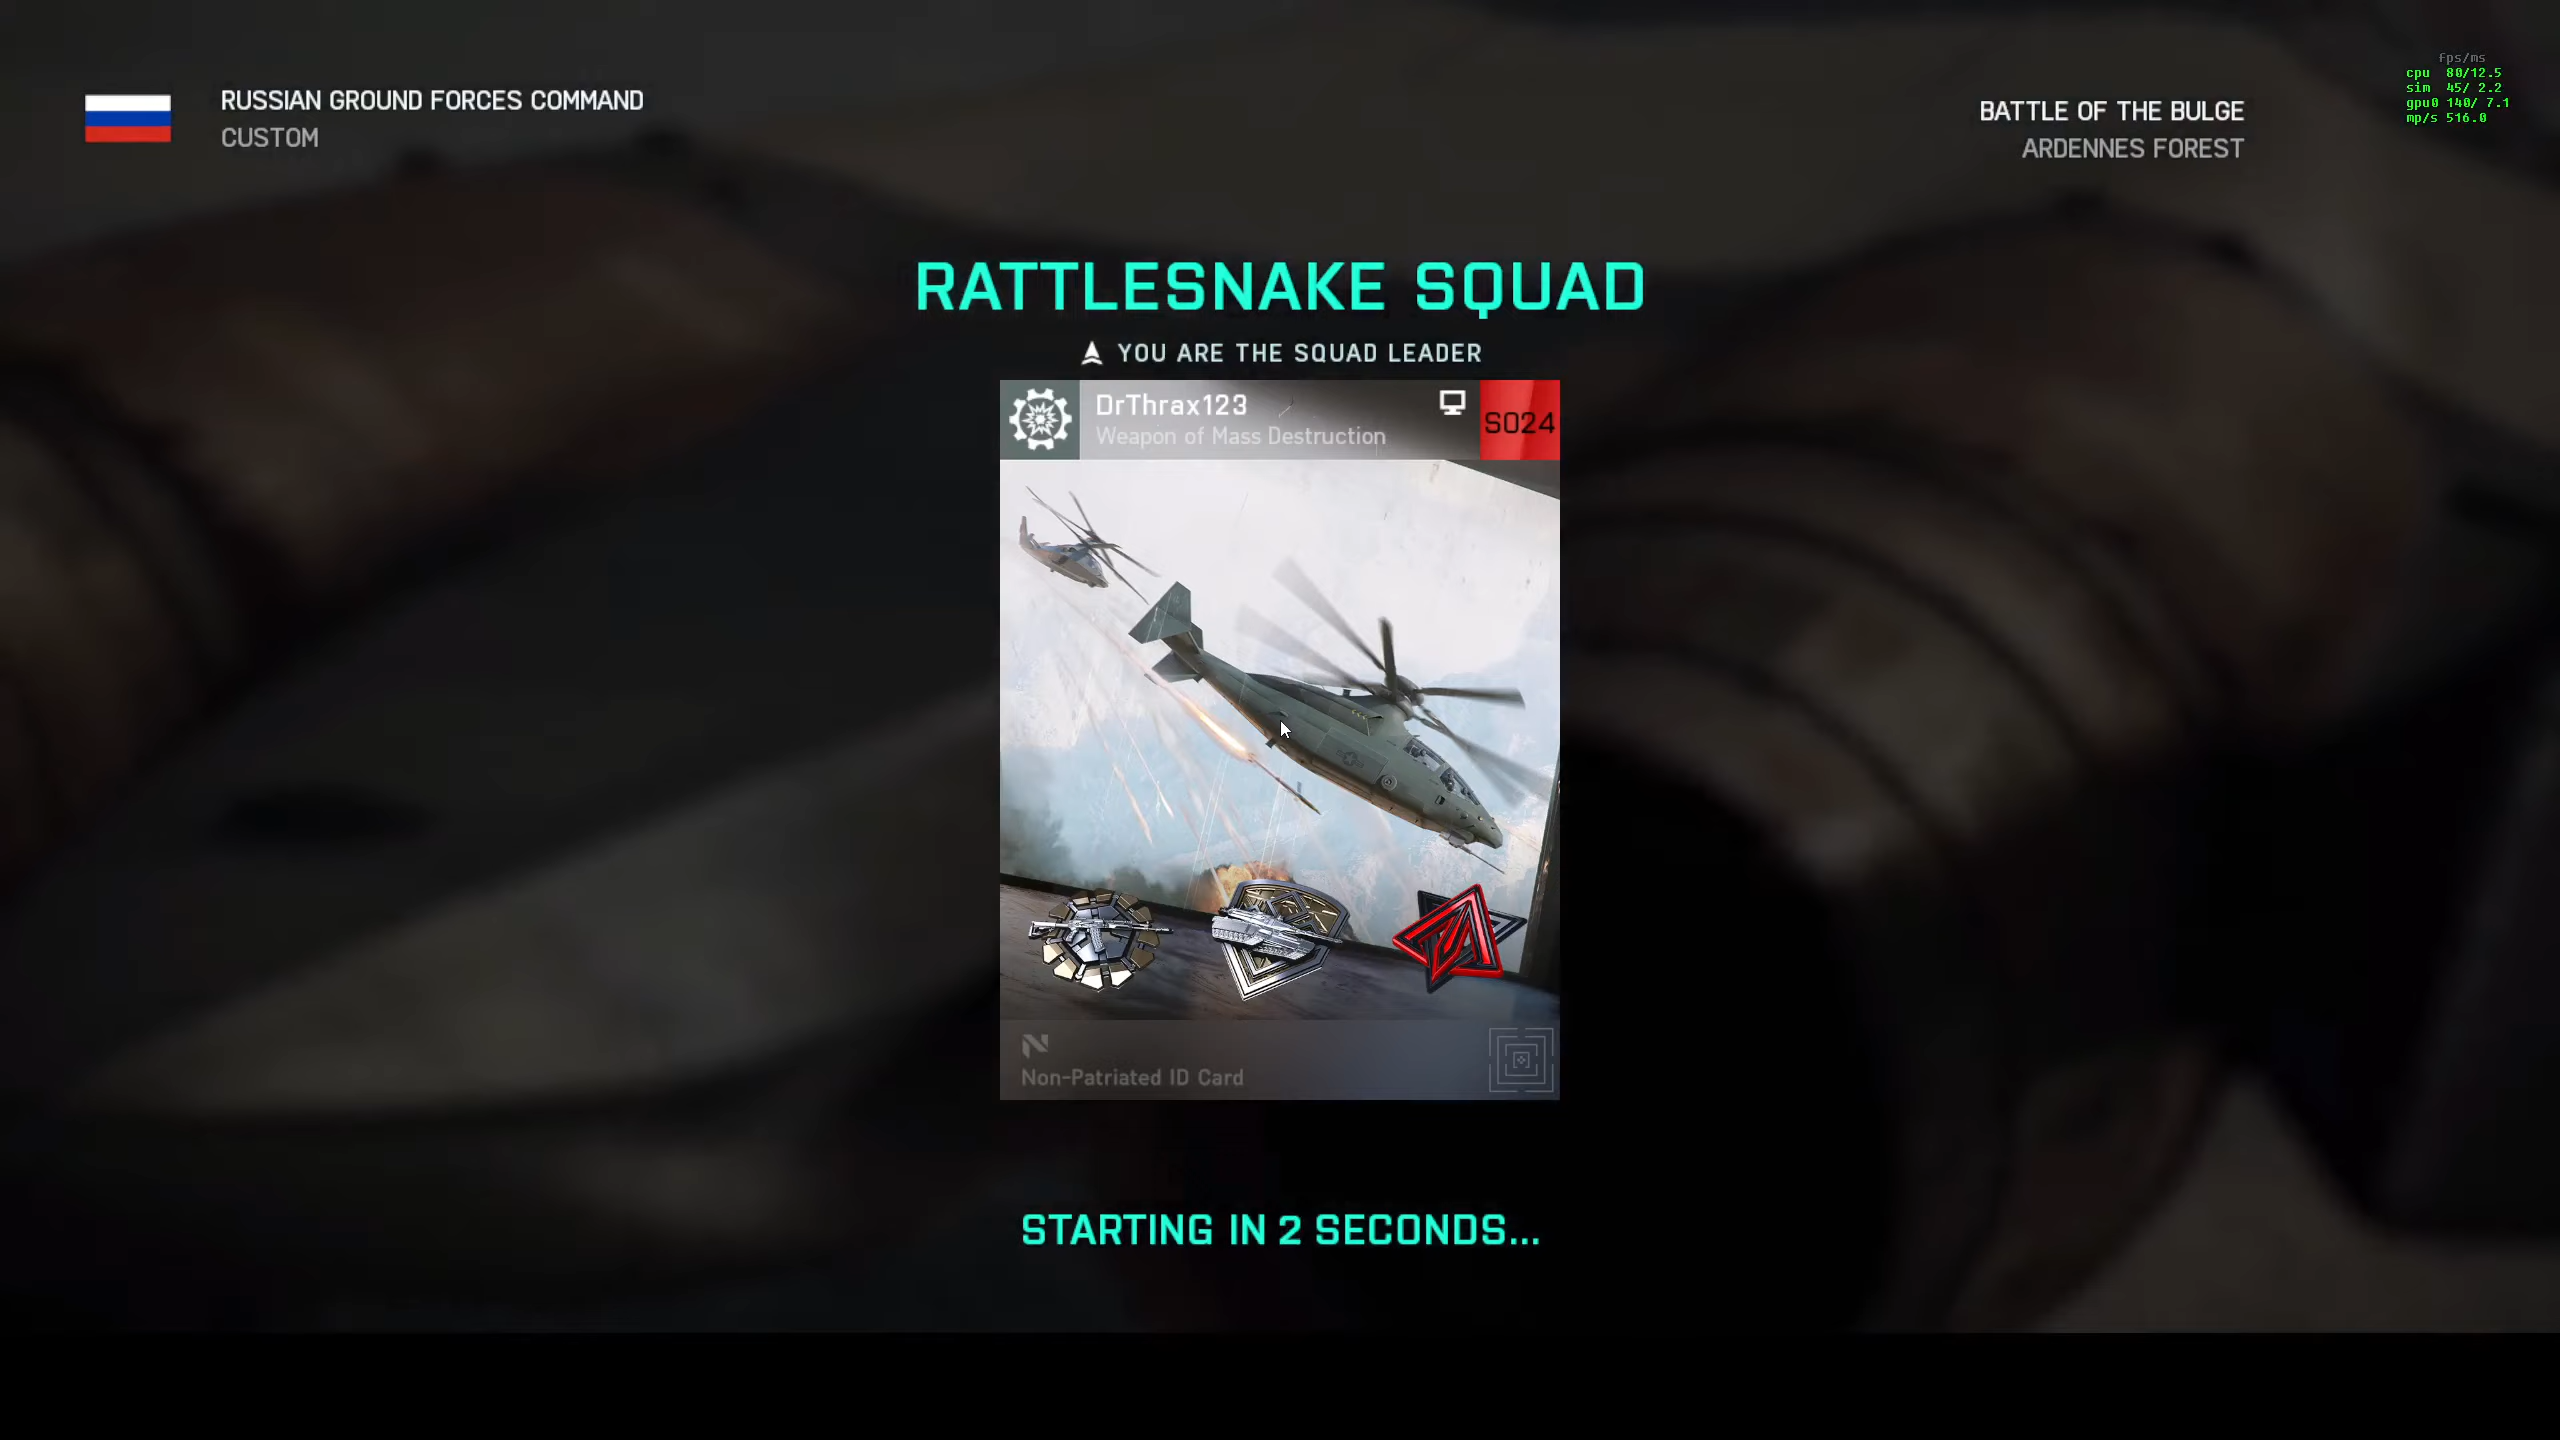 RUSSIAN GROUND FORCES COMMAND
CUSTOM
BATTLE OF THE BULGE
ARDENNES FOREST
fps/ms
cpu 80/12.5
sim 45/ 2.2
gpu0 140/ 7.1
mp/s 516.0
RATTLESNAKE SQUAD
YOU ARE THE SQUAD LEADER
DrThrax123
Weapon of Mass Destruction
S024
Non-Patriated ID Card
STARTING IN 2 SECONDS...